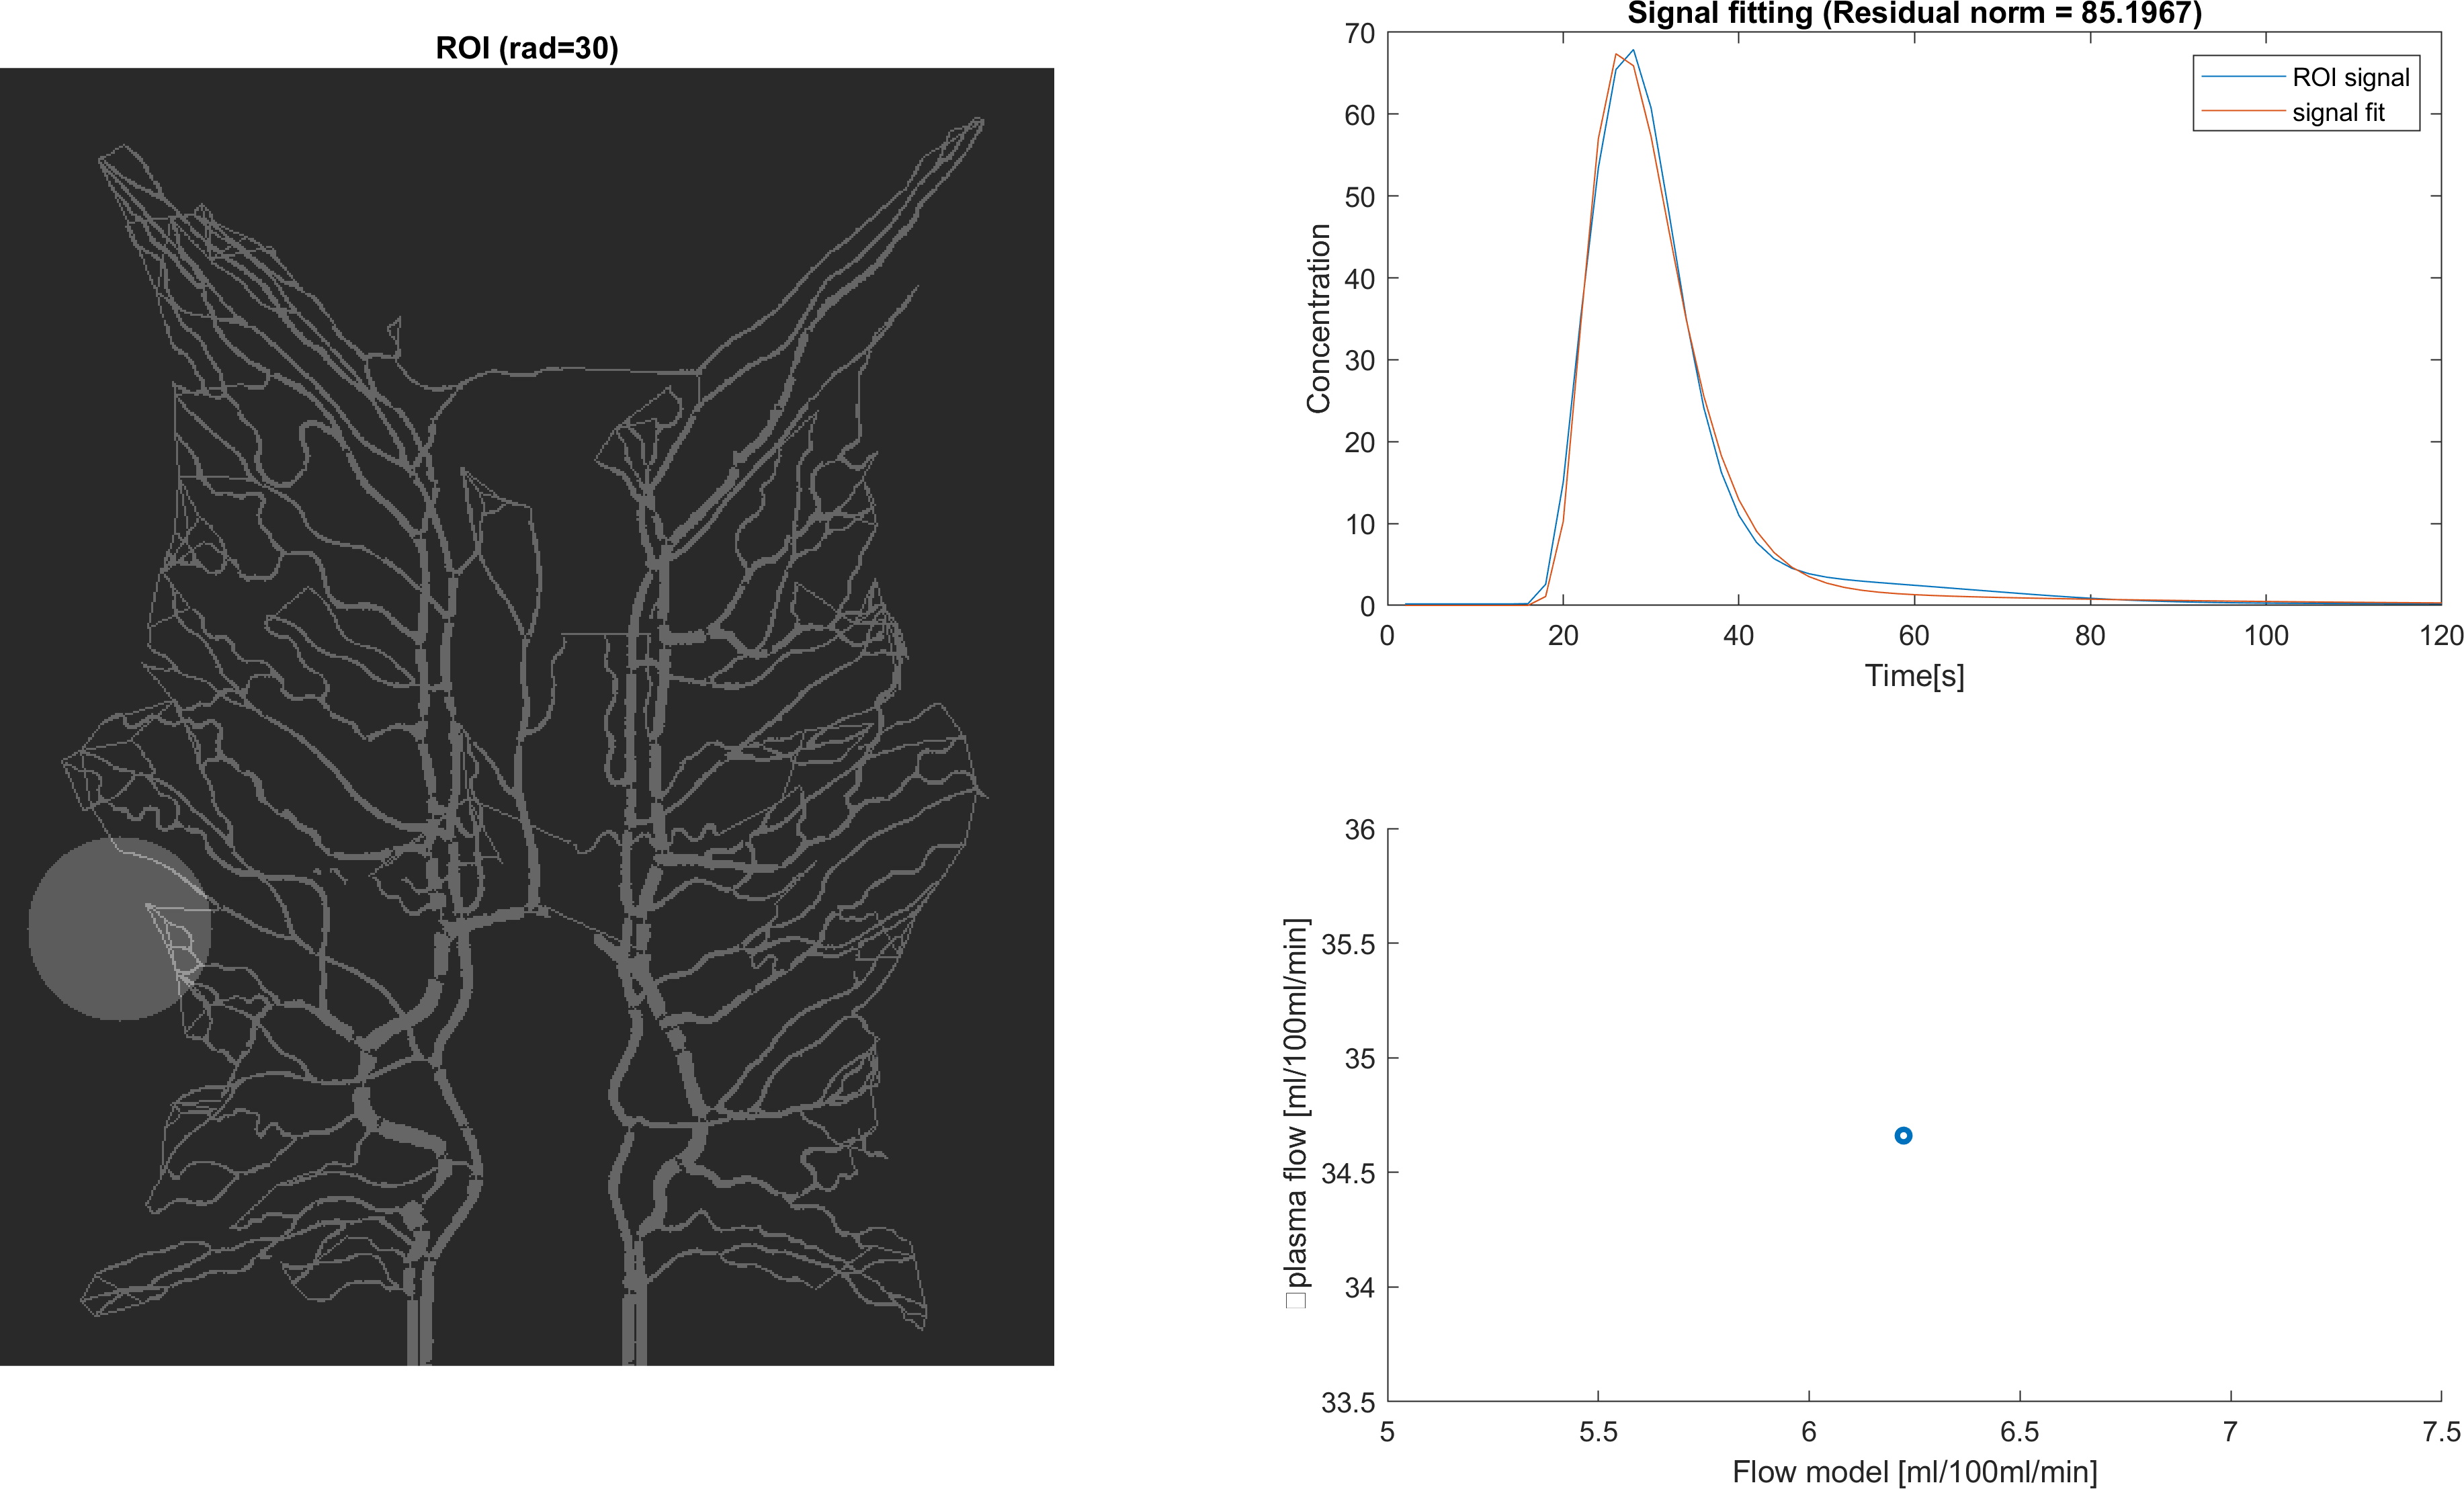 ROI (rad=30)
Signal fitting (Residual norm = 85.1967)
70
60
50
40
30
20
10
0
Concentration
ROI signal
signal fit
0 20 40 60 80 100 120
Time[s]
36
35.5
35
34.5
34
33.5
□ plasma flow [ml/100ml/min]
5 5.5 6 6.5 7 7.5
Flow model [ml/100ml/min]